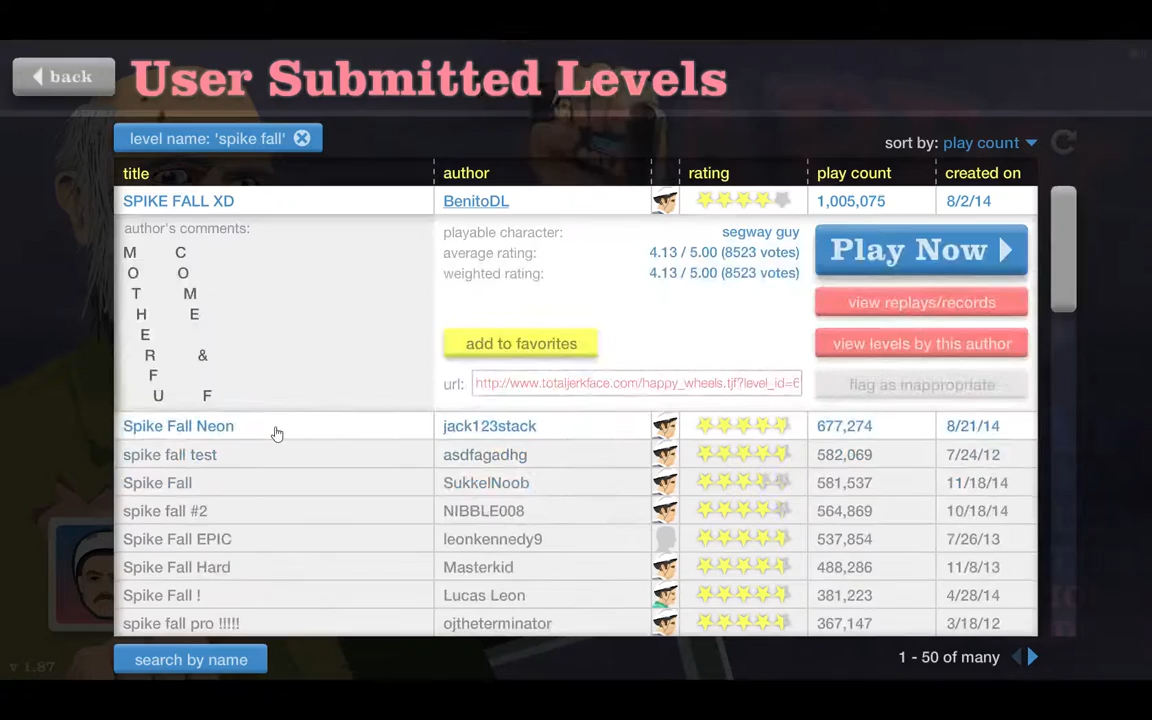 back
User Submitted Levels
level name: 'spike fall'
sort by: play count
title author rating play count created on
SPIKE FALL XD BenitoDL 1,005,075 8/2/14
author's comments:
M C
O O
T M
H E
E
R &
F
U F
playable character: segway guy
average rating: 4.13 / 5.00 (8523 votes)
weighted rating: 4.13 / 5.00 (8523 votes)
add to favorites
url: http://www.totaljerkface.com/happy_wheels.tjf?level_id=6
Play Now
view replays/records
view levels by this author
flag as inappropriate
Spike Fall Neon jack123stack 677,274 8/21/14
spike fall test asdfagadhg 582,069 7/24/12
Spike Fall SukkelNoob 581,537 11/18/14
spike fall #2 NIBBLE008 564,869 10/18/14
Spike Fall EPIC leonkennedy9 537,854 7/26/13
Spike Fall Hard Masterkid 488,286 11/8/13
Spike Fall ! Lucas Leon 381,223 4/28/14
spike fall pro !!!!! ojtheterminator 367,147 3/18/12
search by name
1 - 50 of many
v 1.87